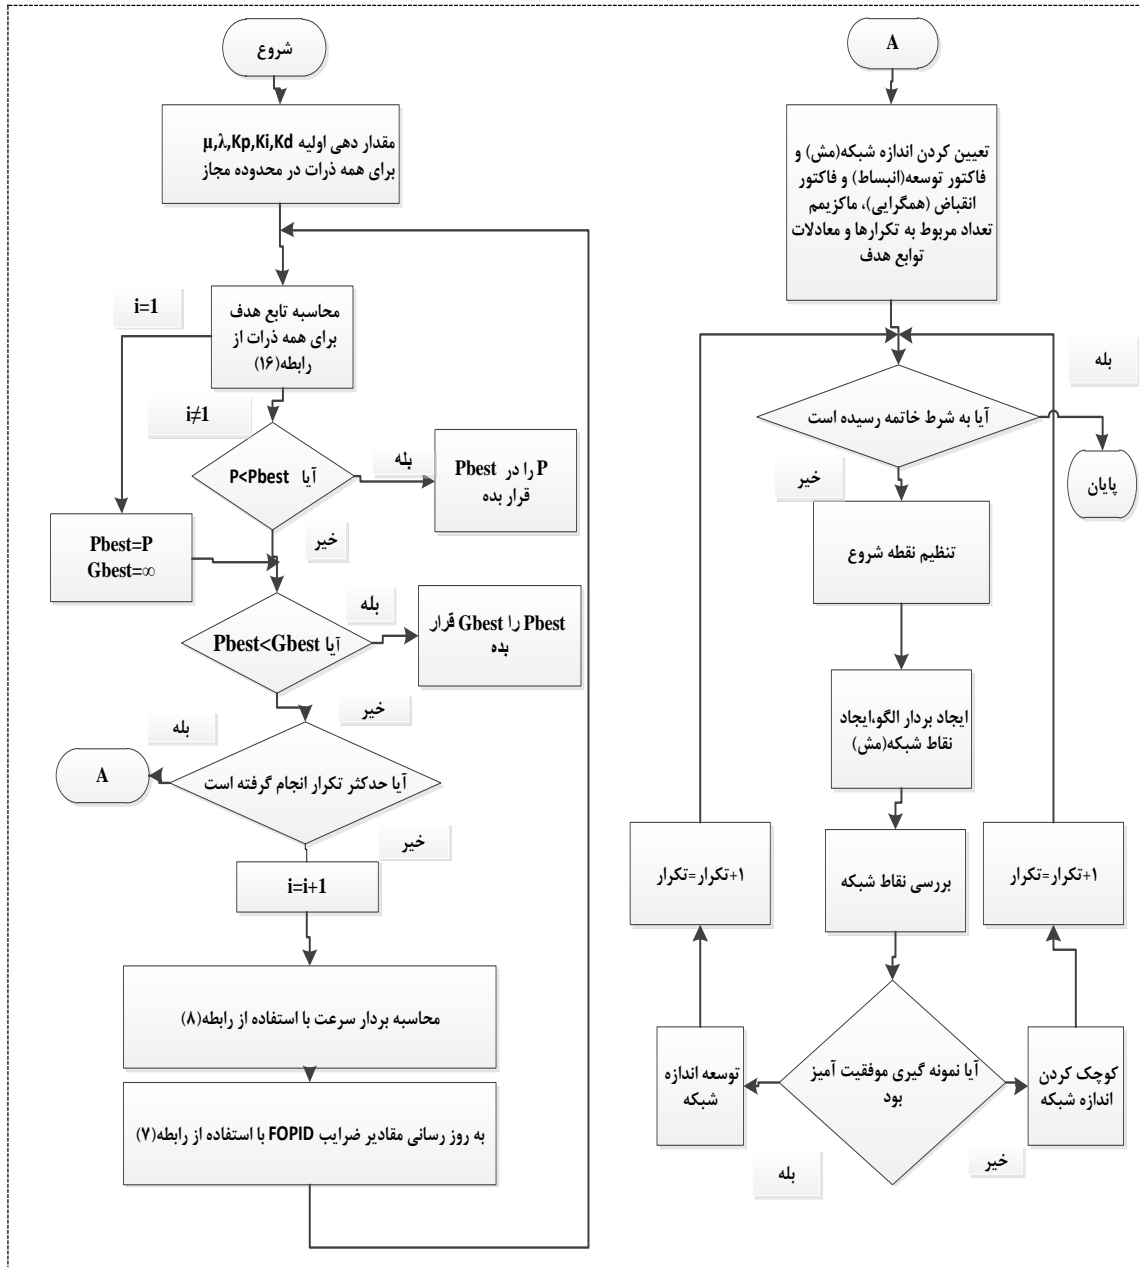 شروع
مقدار دهی اولیه µ,λ,Kp,Ki,Kd
برای همه ذرات در محدوده مجاز
i=1
محاسبه تابع هدف
برای همه ذرات از
رابطه(۱۶)
i≠1
آیا P<Pbest
بله
P را در Pbest
قرار بده
خیر
Pbest=P
Gbest=∞
آیا Pbest<Gbest
بله
Pbest را Gbest قرار
بده
خیر
بله
A
آیا حدکثر تکرار انجام گرفته است
خیر
i=i+1
محاسبه بردار سرعت با استفاده از رابطه(۸)
به روز رسانی مقادیر ضرایب FOPID با استفاده از رابطه(۷)
A
تعیین کردن اندازه شبکه(مش) و
فاکتور توسعه(انبساط) و فاکتور
انقباض (همگرایی)، ماکزیمم
تعداد مربوط به تکرارها و معادلات
توابع هدف
آیا به شرط خاتمه رسیده است
بله
پایان
خیر
تنظیم نقطه شروع
ایجاد بردار الگو،ایجاد
نقاط شبکه(مش)
بررسی نقاط شبکه
۱+تکرار=تکرار
۱+تکرار=تکرار
آیا نمونه گیری موفقیت آمیز
بود
توسعه اندازه
شبکه
کوچک کردن
اندازه شبکه
بله
خیر